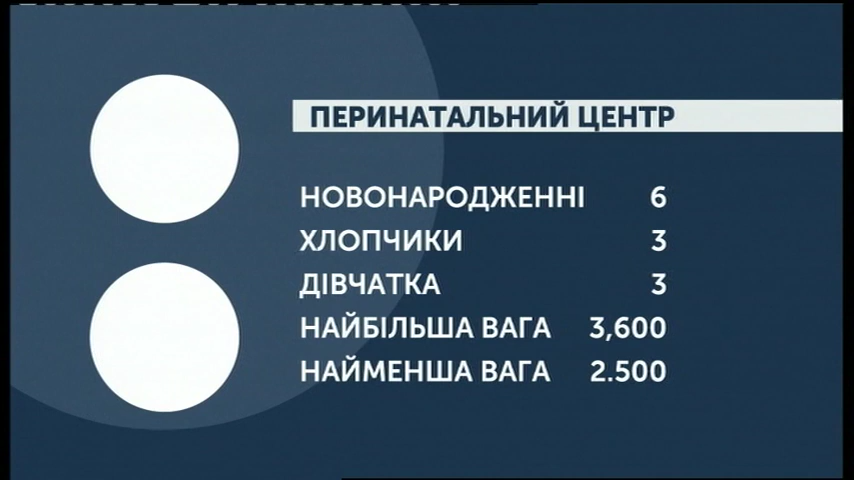 ПЕРИНАТАЛЬНИЙ ЦЕНТР
НОВОНАРОДЖЕННІ 6
ХЛОПЧИКИ 3
ДІВЧАТКА 3
НАЙБІЛЬША ВАГА 3,600
НАЙМЕНША ВАГА 2.500